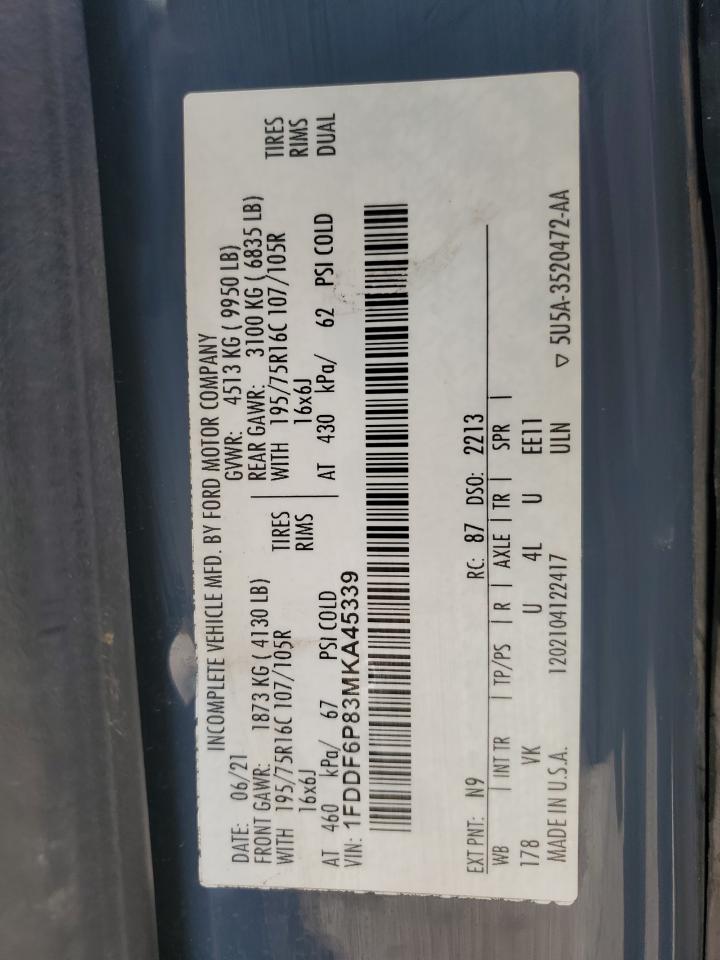 INCOMPLETE VEHICLE MFD. BY FORD MOTOR COMPANY
DATE: 06/21 GVWR: 4513 KG ( 9950 LB)
FRONT GAWR: 1873 KG ( 4130 LB) REAR GAWR: 3100 KG ( 6835 LB)
WITH 195/75R16C 107/105R TIRES WITH 195/75R16C 107/105R TIRES
16x6J RIMS 16x6J RIMS
AT 460 kPa/ 67 PSI COLD AT 430 kPa/ 62 PSI COLD DUAL
VIN: 1FDDF6P83MKA45339
EXT PNT: N9 RC: 87 DSO: 2213
WB | INT TR | TP/PS | R | AXLE | TR | SPR |
178 VK U 4L U EE11
MADE IN U.S.A. 1202104122417 ULN ▽ 5U5A-3520472-AA